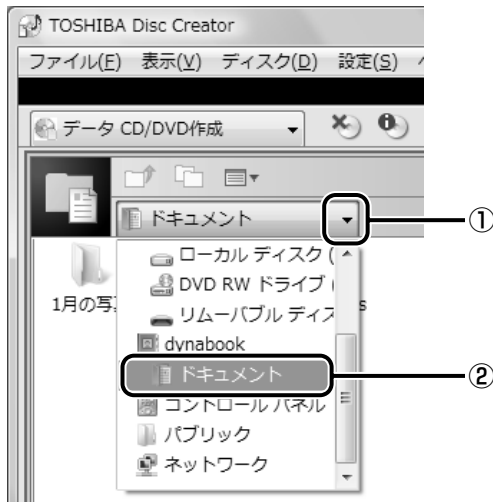 TOSHIBA Disc Creator
ファイル(F) 表示(V) ディスク(D) 設定(S)
データ CD/DVD作成
ドキュメント ①
ローカル ディスク (
DVD RW ドライブ (
1月の写
リムーバブル ディス s
dynabook
ドキュメント ②
コントロール パネル
パブリック
ネットワーク